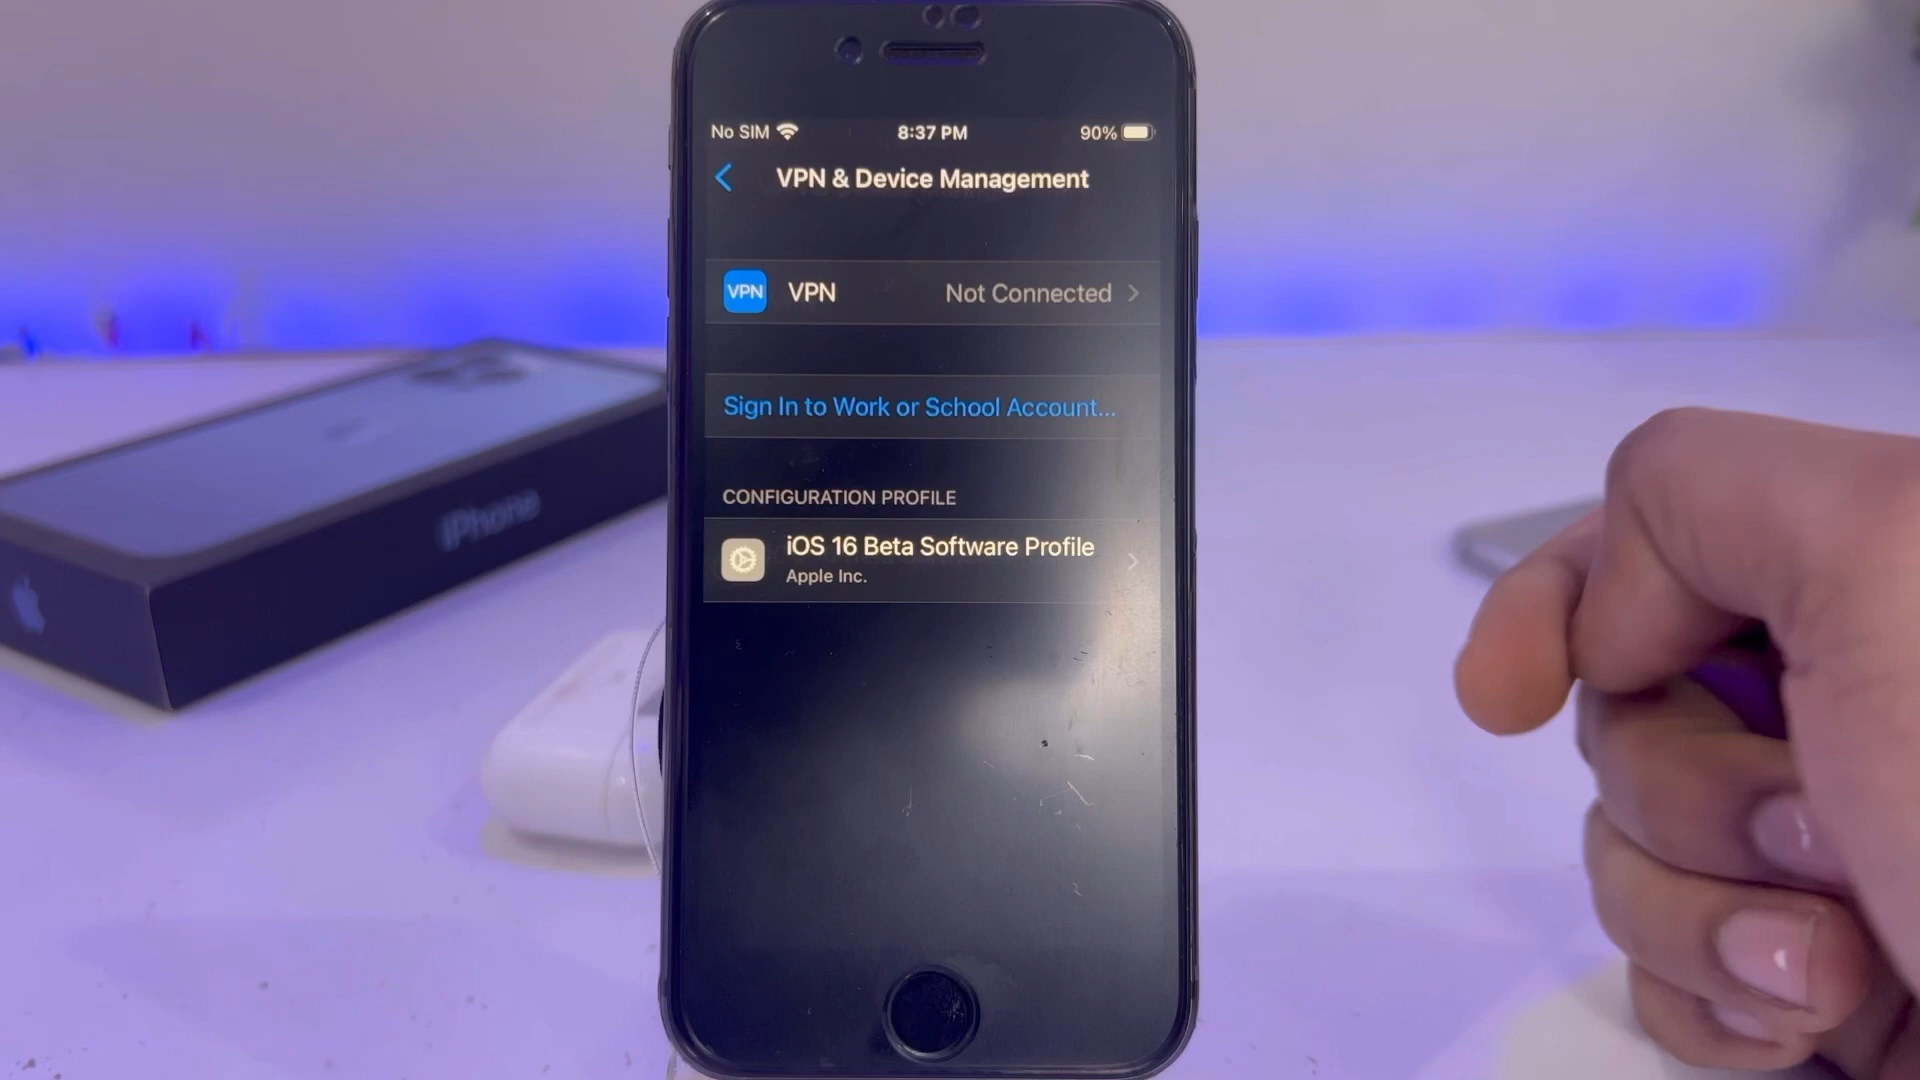 No SIM 8:37 PM 90%
VPN & Device Management
VPN VPN Not Connected
Sign In to Work or School Account...
CONFIGURATION PROFILE
iOS 16 Beta Software Profile
Apple Inc.
iPhone